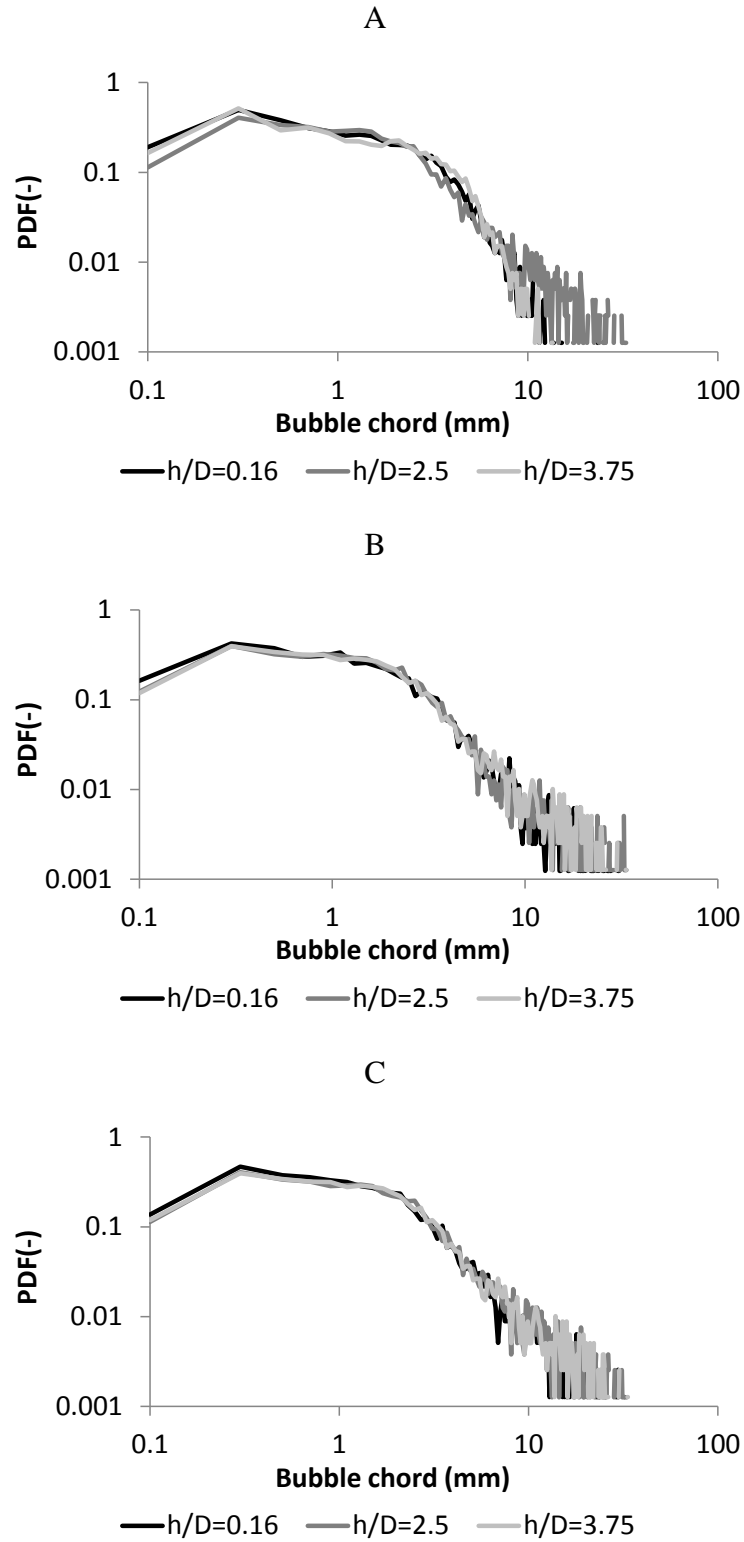 A
1
0.1
0.01
0.001
PDF(-)
0.1 1 10 100
Bubble chord (mm)
h/D=0.16 h/D=2.5 h/D=3.75
B
1
0.1
0.01
0.001
PDF(-)
0.1 1 10 100
Bubble chord (mm)
h/D=0.16 h/D=2.5 h/D=3.75
C
1
0.1
0.01
0.001
PDF(-)
0.1 1 10 100
Bubble chord (mm)
h/D=0.16 h/D=2.5 h/D=3.75